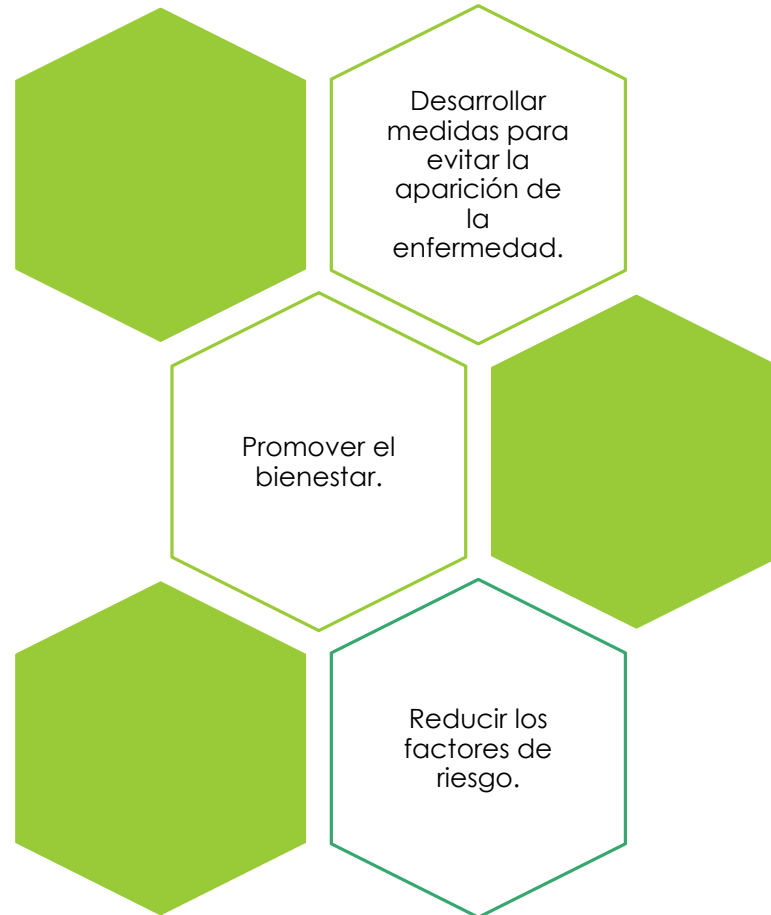 Desarrollar
medidas para
evitar la
aparición de
la
enfermedad.
Promover el
bienestar.
Reducir los
factores de
riesgo.